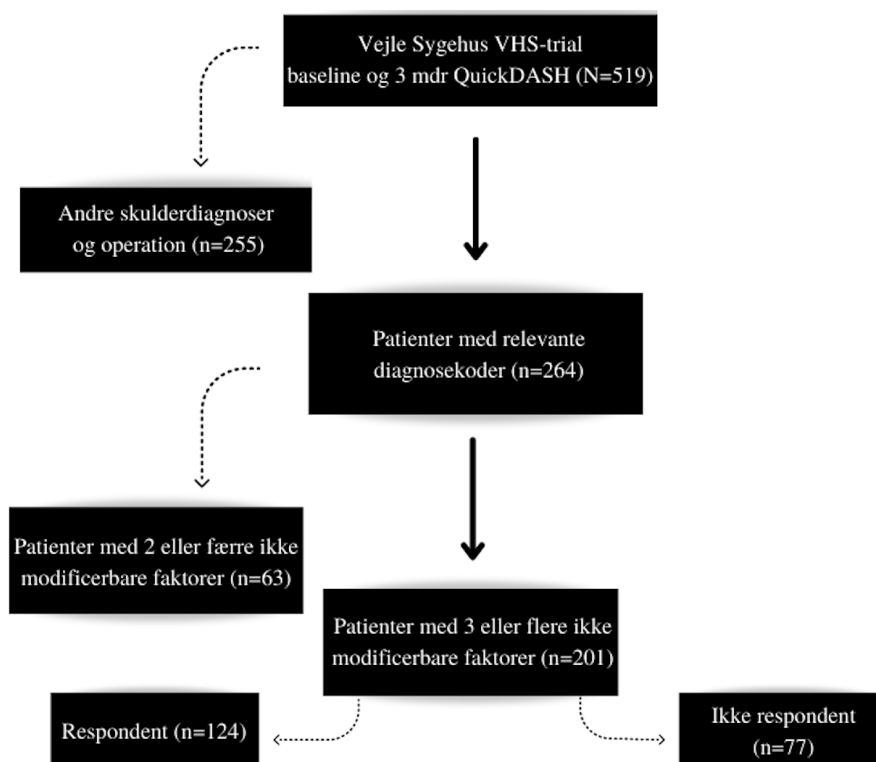 Vejle Sygehus VHS-trial
baseline og 3 mdr QuickDASH (N=519)
Andre skulderdiagnoser
og operation (n=255)
Patienter med relevante
diagnosekoder (n=264)
Patienter med 2 eller færre ikke
modificerbare faktorer (n=63)
Patienter med 3 eller flere ikke
modificerbare faktorer (n=201)
Respondent (n=124)
Ikke respondent
(n=77)